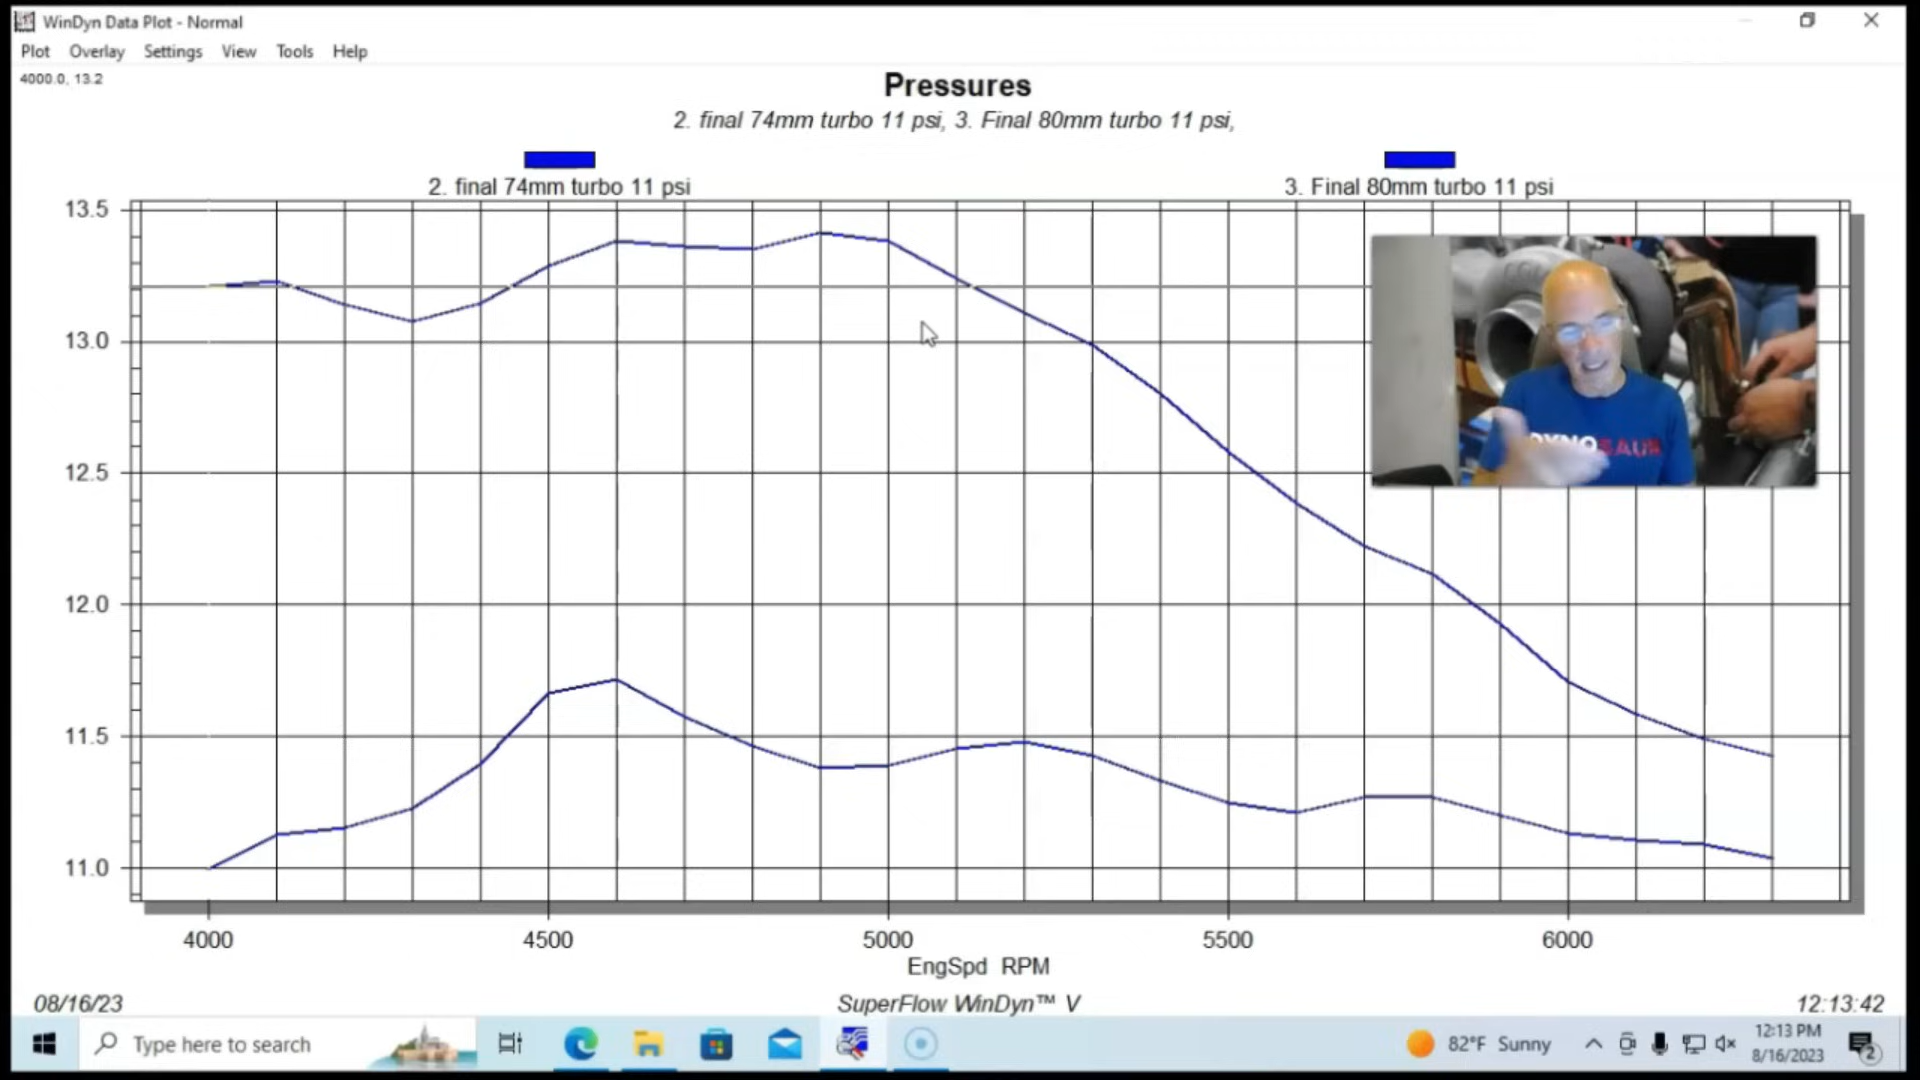 WinDyn Data Plot - Normal
Plot Overlay Settings View Tools Help
4000.0, 13.2
Pressures
2. final 74mm turbo 11 psi, 3. Final 80mm turbo 11 psi,
2. final 74mm turbo 11 psi
3. Final 80mm turbo 11 psi
13.5
13.0
12.5
12.0
11.5
11.0
DYNOSAUR
4000 4500 5000 5500 6000
EngSpd RPM
08/16/23
SuperFlow WinDyn™ V
12:13:42
Type here to search
82°F Sunny
12:13 PM
8/16/2023
2